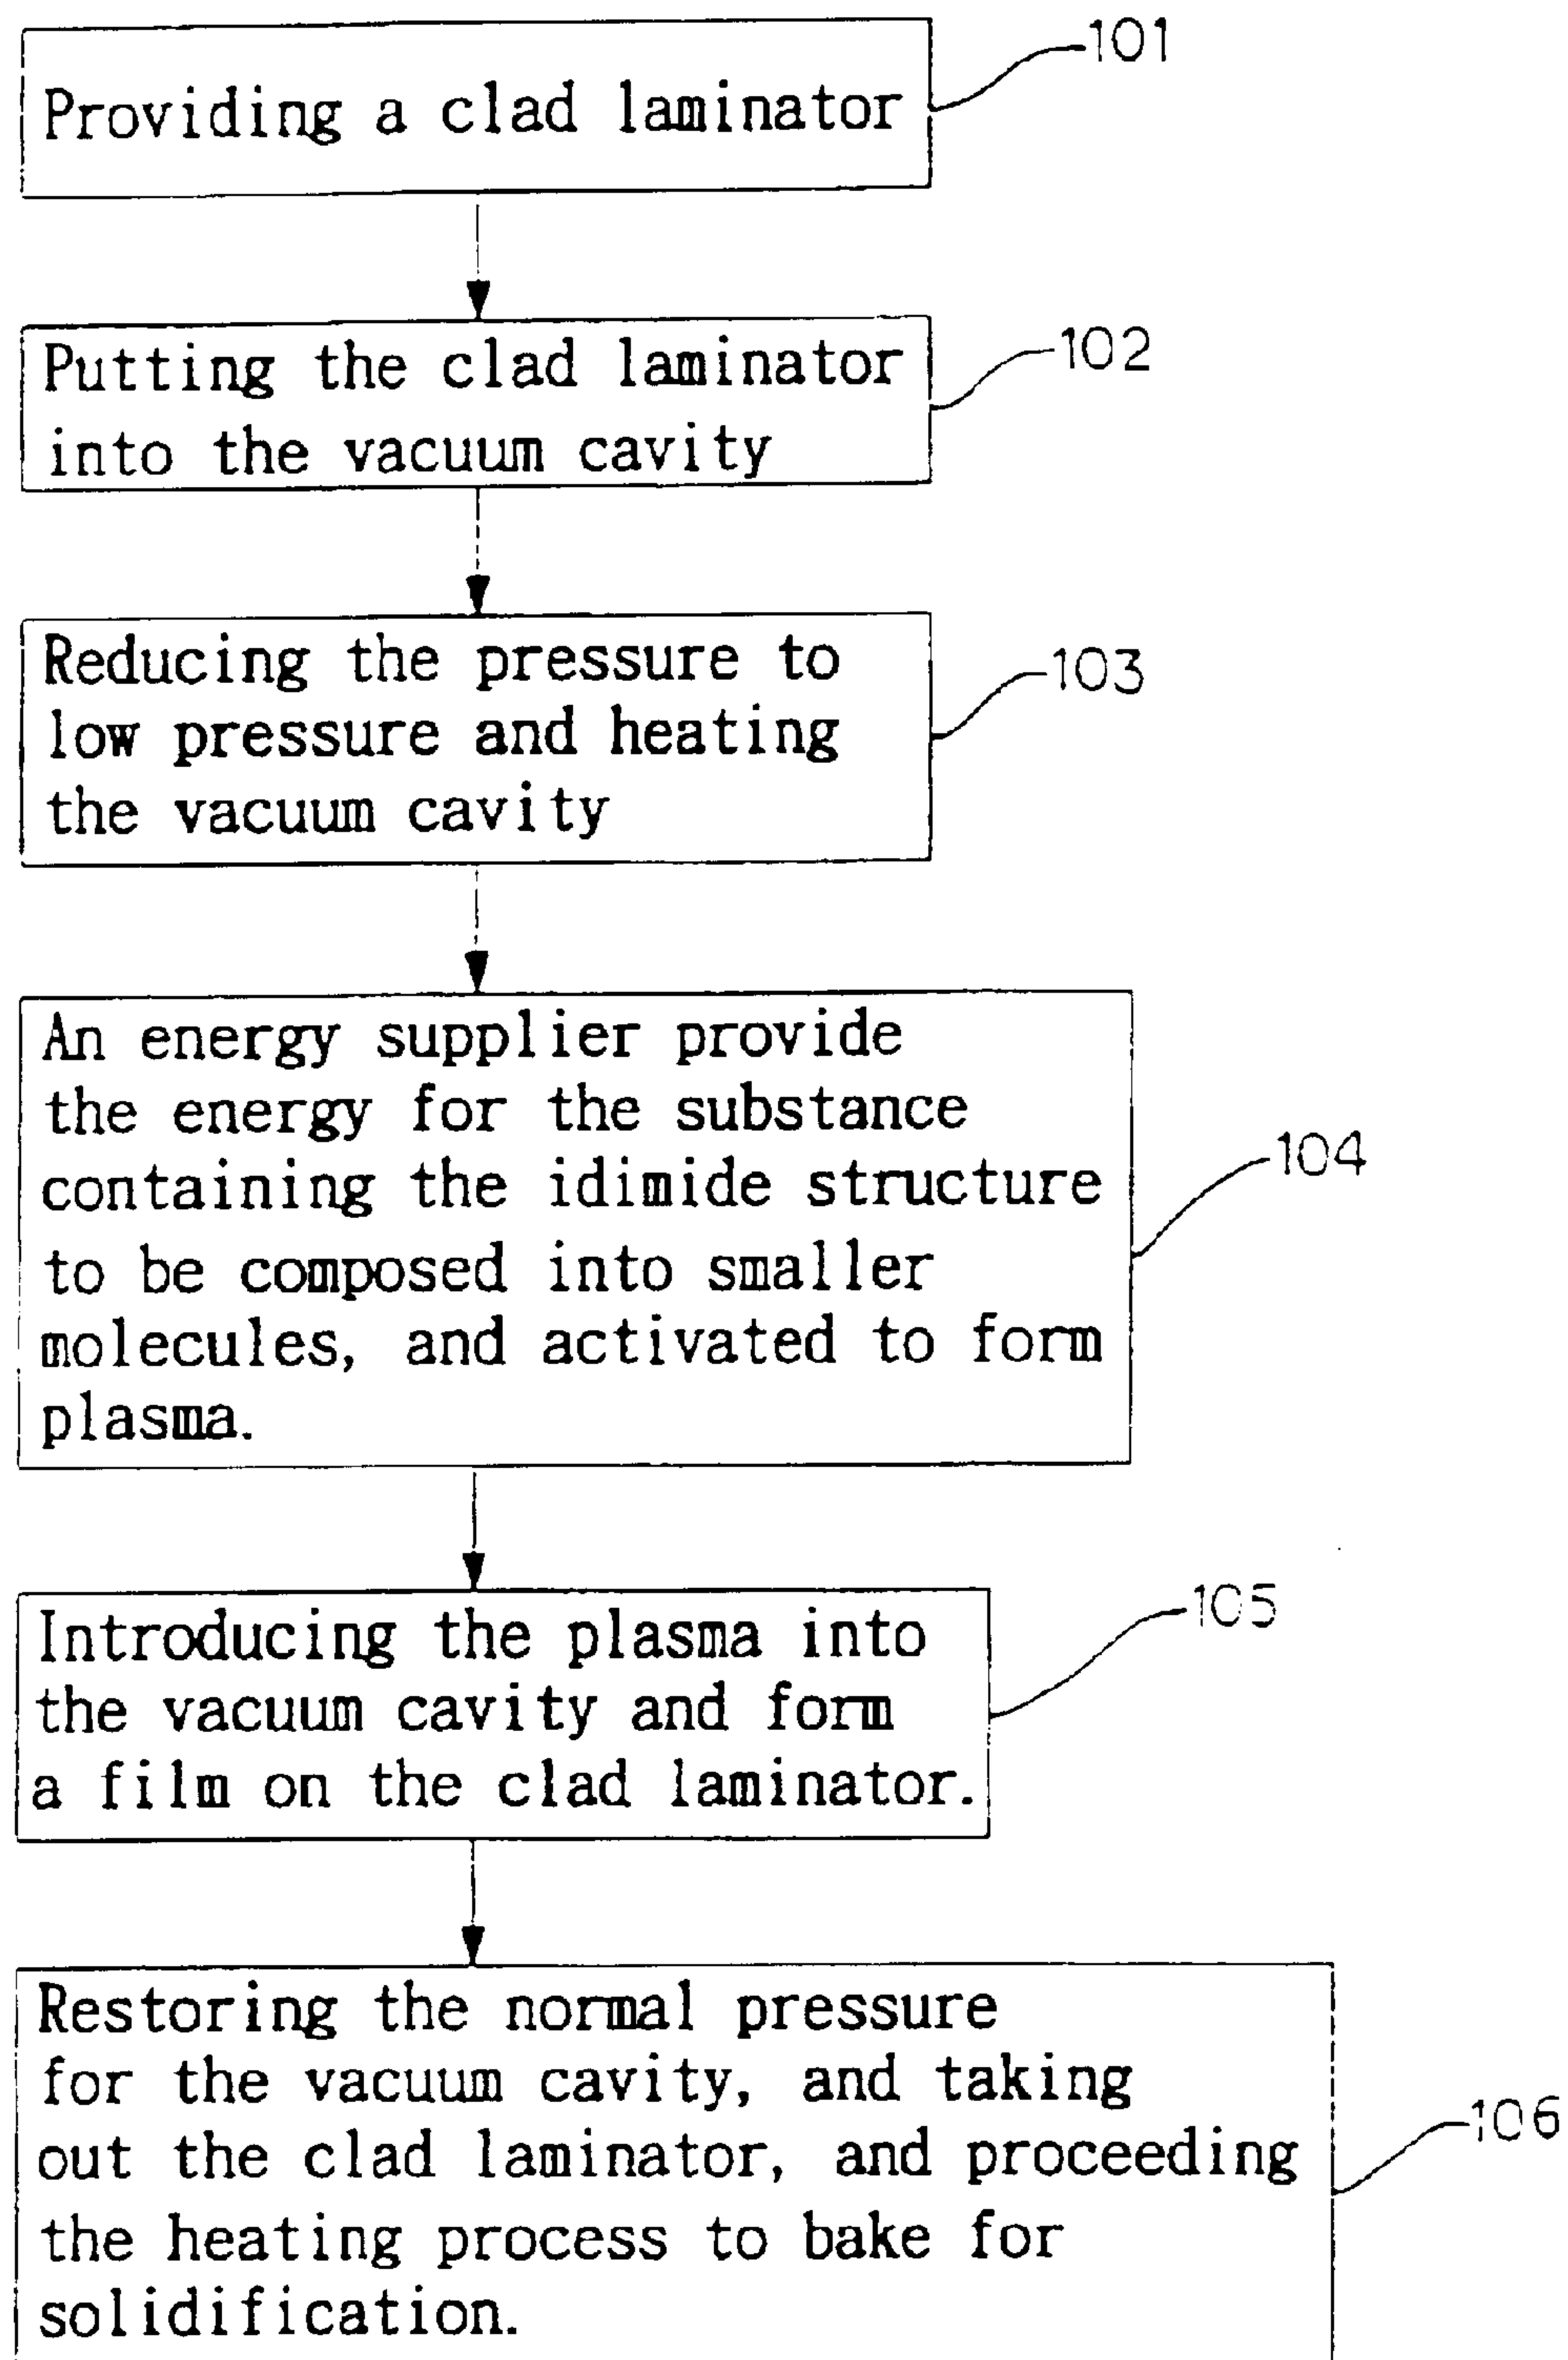 Providing a clad laminator
101
Putting the clad laminator
into the vacuum cavity
102
Reducing the pressure to
low pressure and heating
the vacuum cavity
103
An energy supplier provide
the energy for the substance
containing the idimide structure
to be composed into smaller
molecules, and activated to form
plasma.
104
Introducing the plasma into
the vacuum cavity and form
a film on the clad laminator.
105
Restoring the normal pressure
for the vacuum cavity, and taking
out the clad laminator, and proceeding
the heating process to bake for
solidification.
106